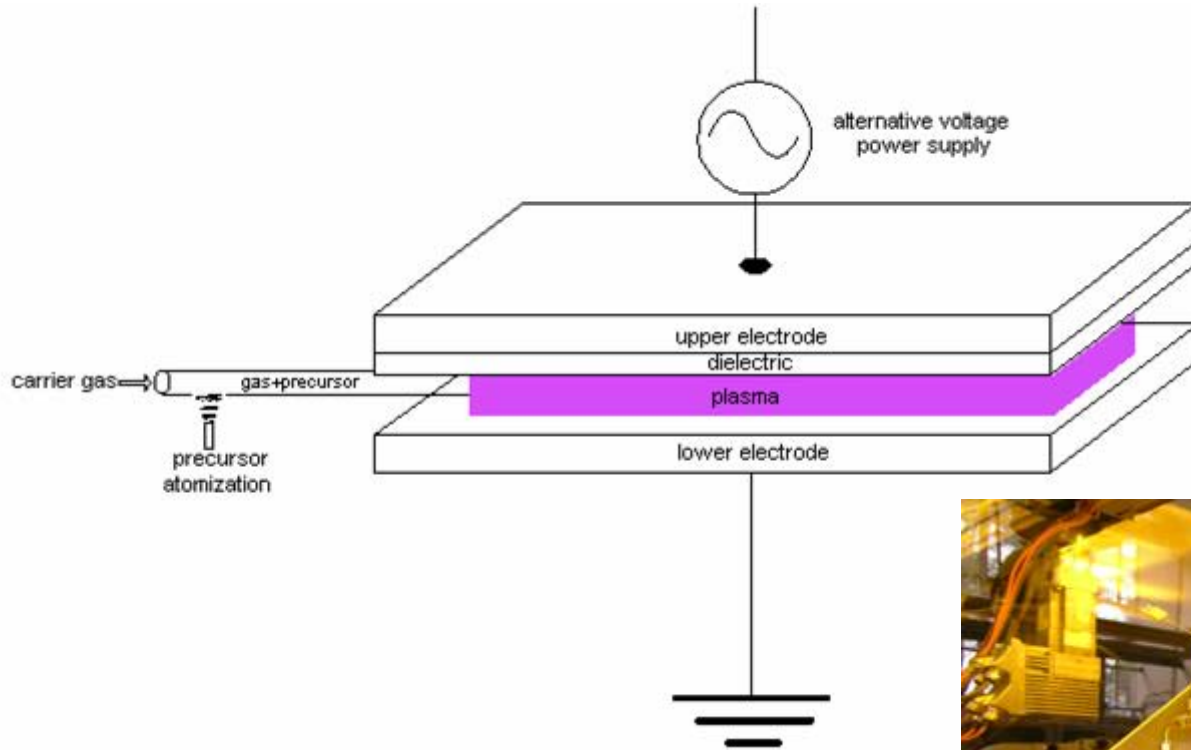 alternative voltage
power supply
upper electrode
dielectric
carrier gas
gas+precursor
plasma
precursor
atomization
lower electrode